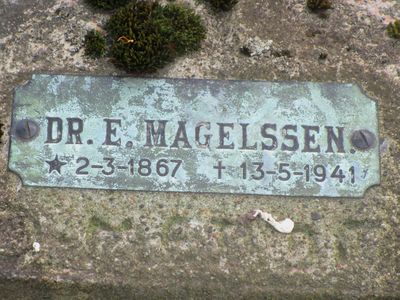 DR. E. MAGELSSEN.
★ 2-3-1867 † 13-5-1941